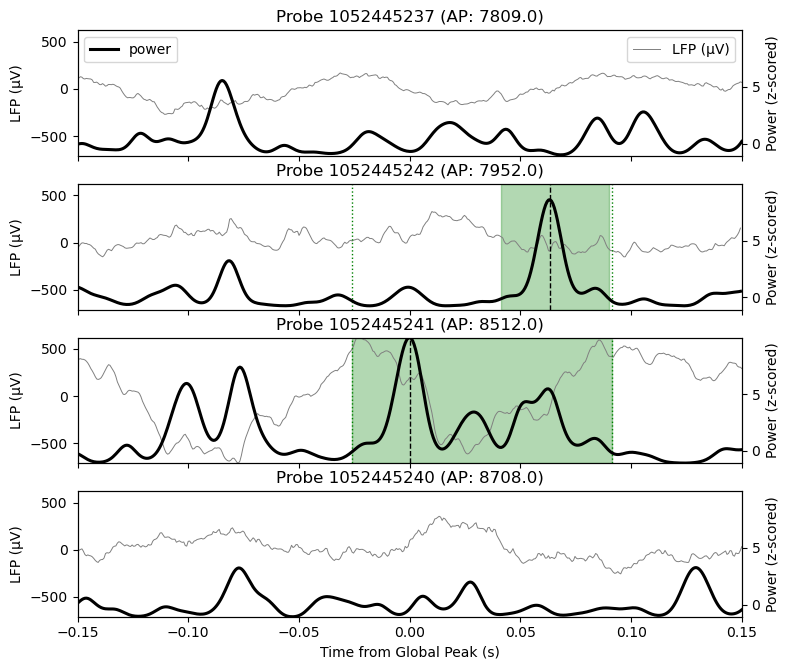 Probe 1052445237 (AP: 7809.0)
500
0
−500
LFP (µV)
power
LFP (µV)
5
0
Power (z-scored)
Probe 1052445242 (AP: 7952.0)
500
0
−500
LFP (µV)
5
0
Power (z-scored)
Probe 1052445241 (AP: 8512.0)
500
0
−500
LFP (µV)
5
0
Power (z-scored)
Probe 1052445240 (AP: 8708.0)
500
0
−500
LFP (µV)
5
0
Power (z-scored)
−0.15 −0.10 −0.05 0.00 0.05 0.10 0.15
Time from Global Peak (s)